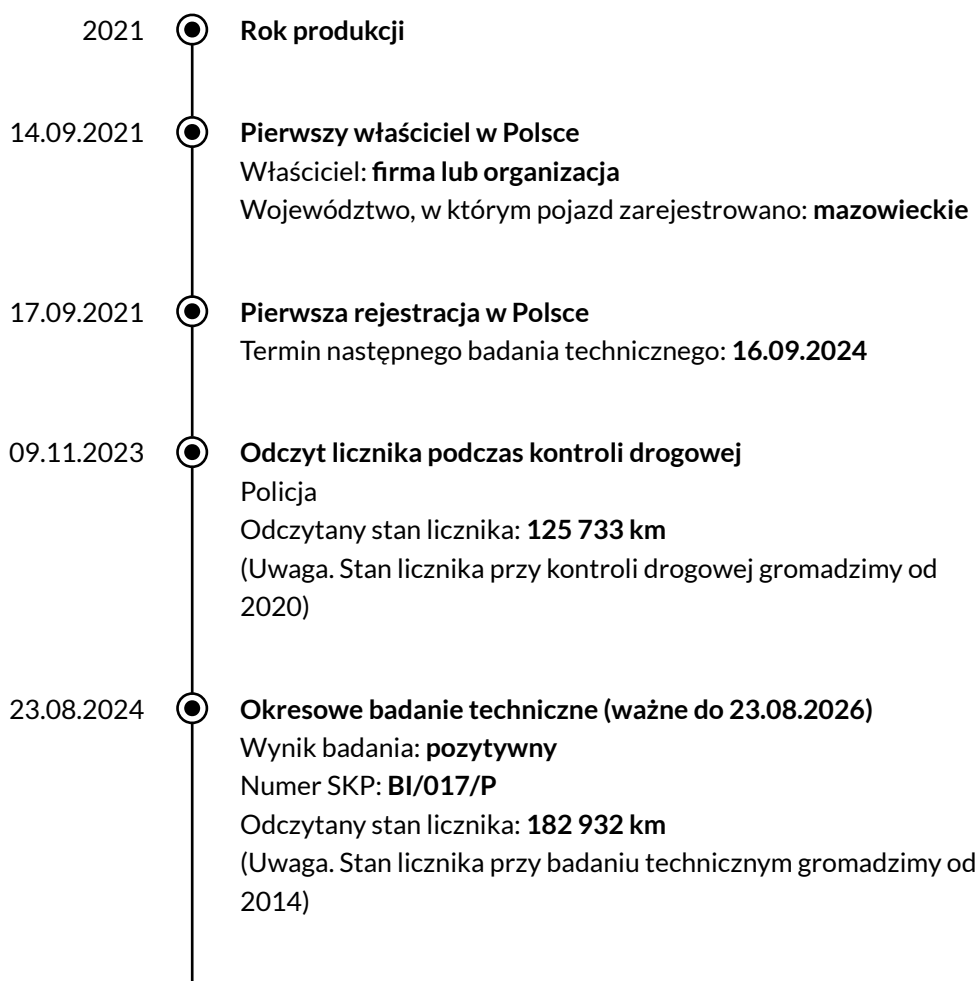 2021 Rok produkcji
14.09.2021 Pierwszy właściciel w Polsce
Właściciel: firma lub organizacja
Województwo, w którym pojazd zarejestrowano: mazowieckie
17.09.2021 Pierwsza rejestracja w Polsce
Termin następnego badania technicznego: 16.09.2024
09.11.2023 Odczyt licznika podczas kontroli drogowej
Policja
Odczytany stan licznika: 125 733 km
(Uwaga. Stan licznika przy kontroli drogowej gromadzimy od
2020)
23.08.2024 Okresowe badanie techniczne (ważne do 23.08.2026)
Wynik badania: pozytywny
Numer SKP: BI/017/P
Odczytany stan licznika: 182 932 km
(Uwaga. Stan licznika przy badaniu technicznym gromadzimy od
2014)